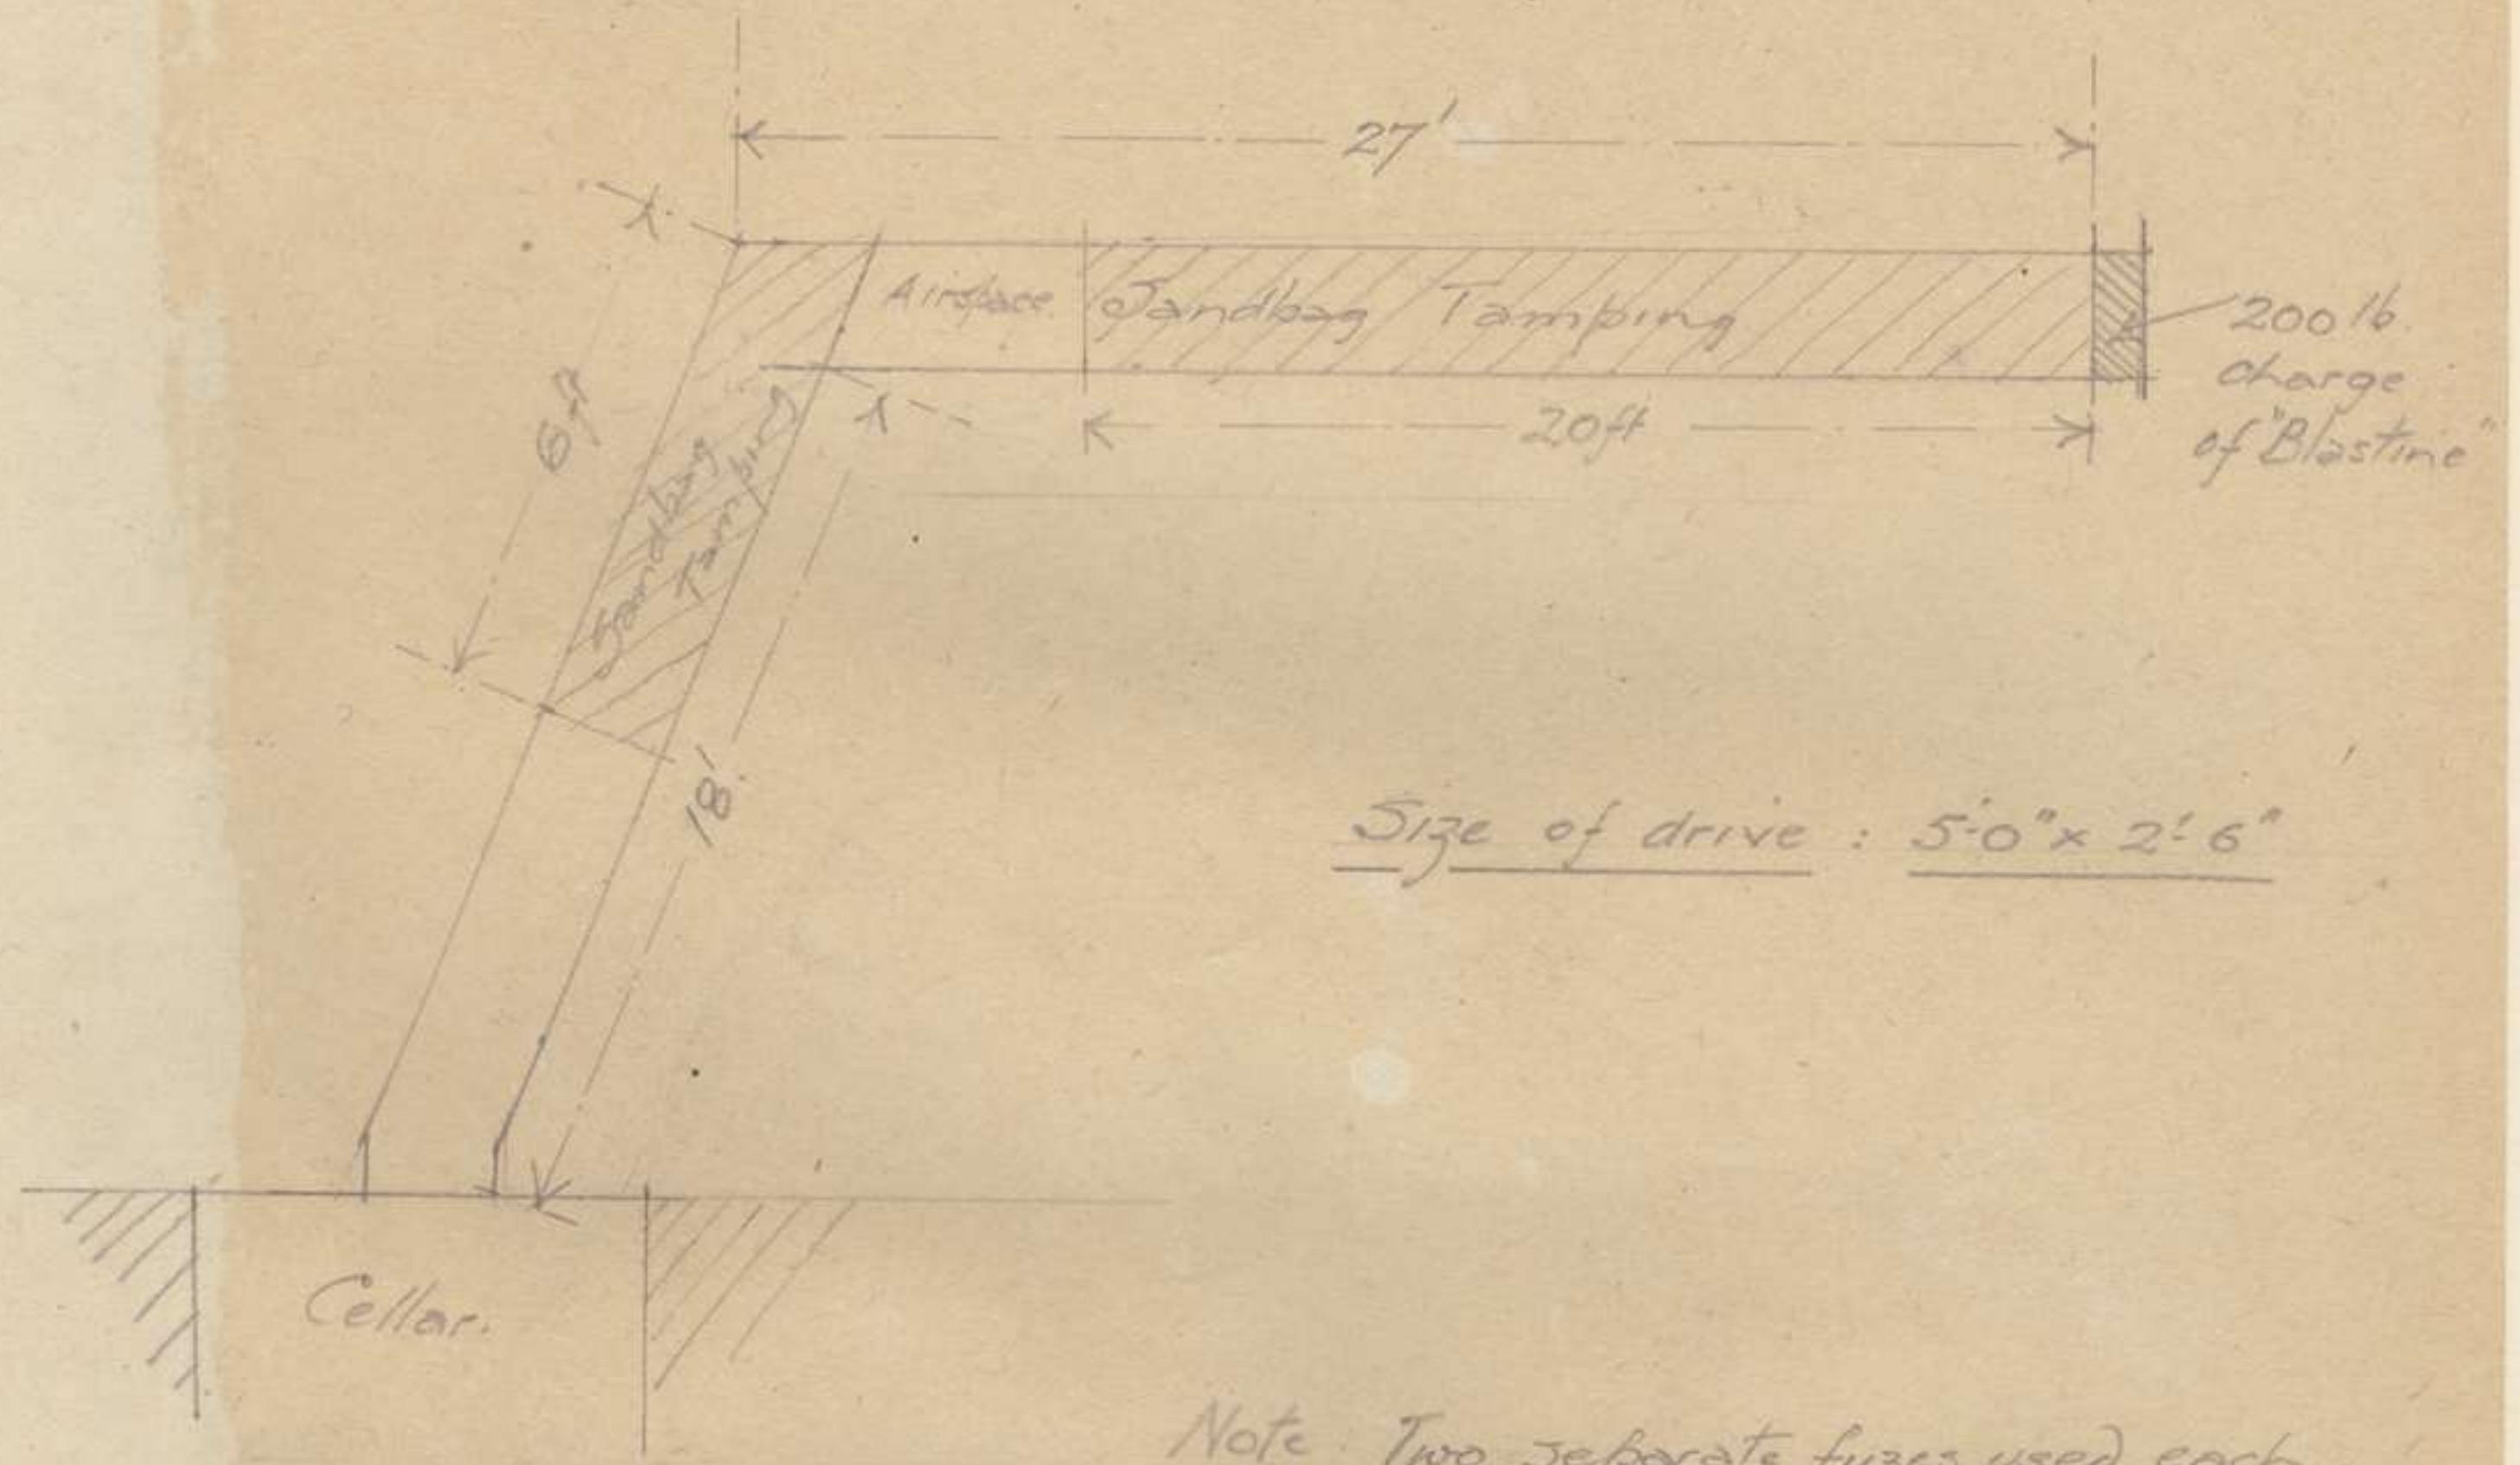 27'
Airspace
Sandbag Tamping
200 lb.
charge
of "Blastine"
20ft
6ft
Sandbag
Tamping
18'.
Size of drive : 5'-0" x 2'-6"
Cellar.
Note. Two separate fuzes used each